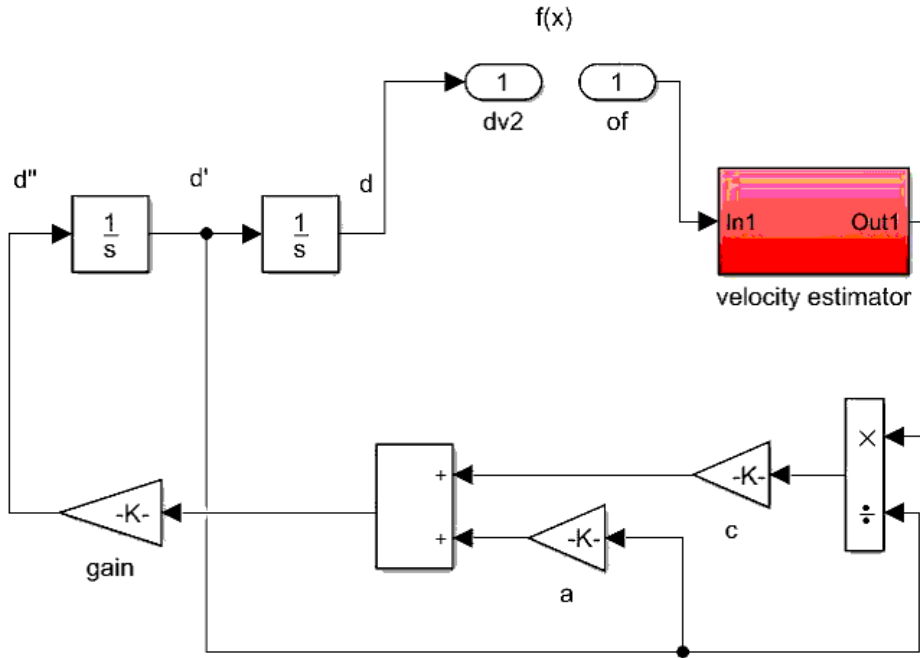 f(x)
1
1
dv2
of
d''
d'
d
1
s
1
s
In1
Out1
velocity estimator
×
-K-
+
-K-
÷
-K-
+
c
gain
a